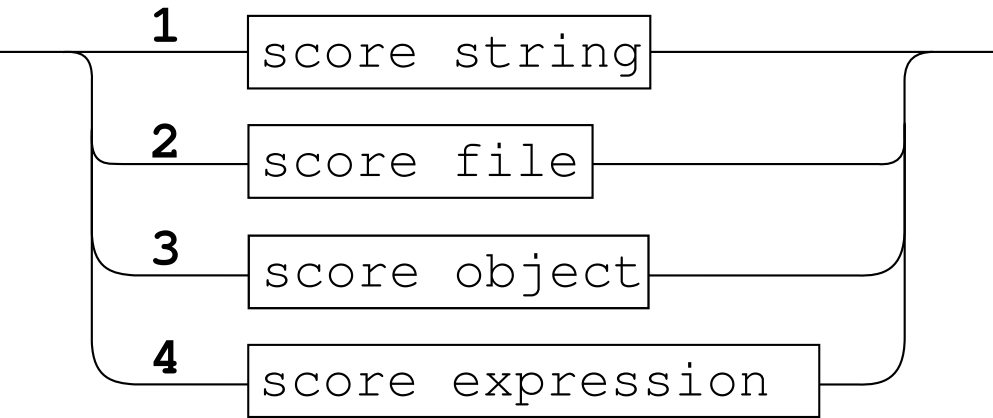 1 score string
2 score file
3 score object
4 score expression